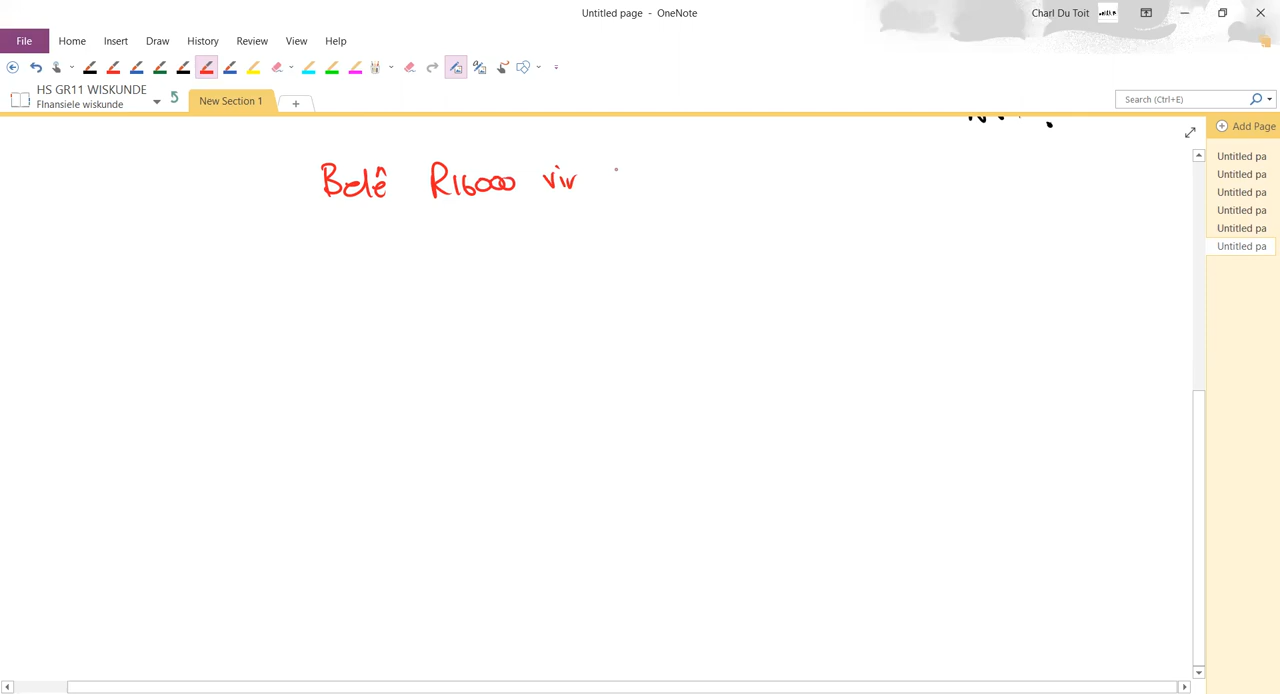 Untitled page - OneNote
Charl Du Toit
File Home Insert Draw History Review View Help
HS GR11 WISKUNDE
FInansiele wiskunde
New Section 1
Search (Ctrl+E)
Add Page
Untitled pa
Untitled pa
Untitled pa
Untitled pa
Untitled pa
Untitled pa
Belê R16000 vir